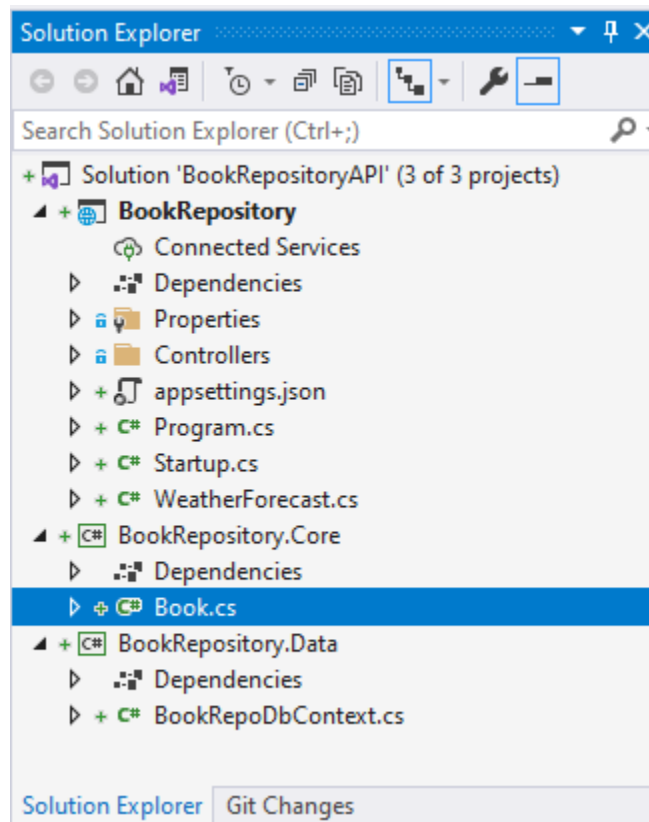 Solution Explorer
Search Solution Explorer (Ctrl+;)
Solution 'BookRepositoryAPI' (3 of 3 projects)
BookRepository
Connected Services
Dependencies
Properties
Controllers
appsettings.json
C# Program.cs
C# Startup.cs
C# WeatherForecast.cs
C# BookRepository.Core
Dependencies
C# Book.cs
C# BookRepository.Data
Dependencies
C# BookRepoDbContext.cs
Solution Explorer Git Changes